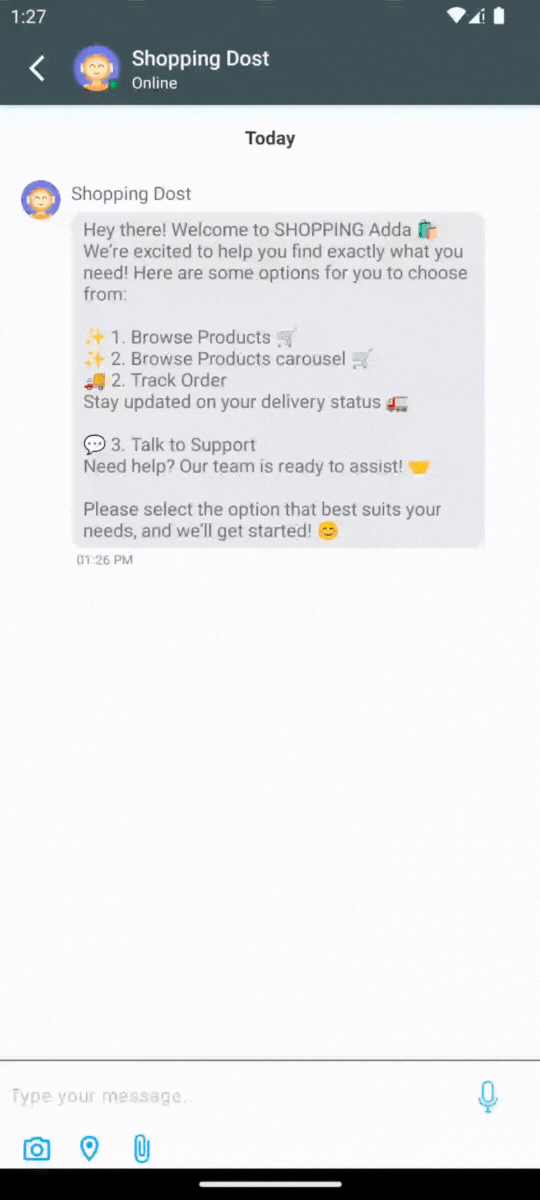 1:27
Shopping Dost
Online
Today
Shopping Dost
Hey there! Welcome to SHOPPING Adda 🛍️
We're excited to help you find exactly what you
need! Here are some options for you to choose
from:
✨ 1. Browse Products 🛒
✨ 2. Browse Products carousel 🛒
🚚 2. Track Order
Stay updated on your delivery status 🚛
💬 3. Talk to Support
Need help? Our team is ready to assist! 🤝
Please select the option that best suits your
needs, and we'll get started! 😊
01:26 PM
Type your message..